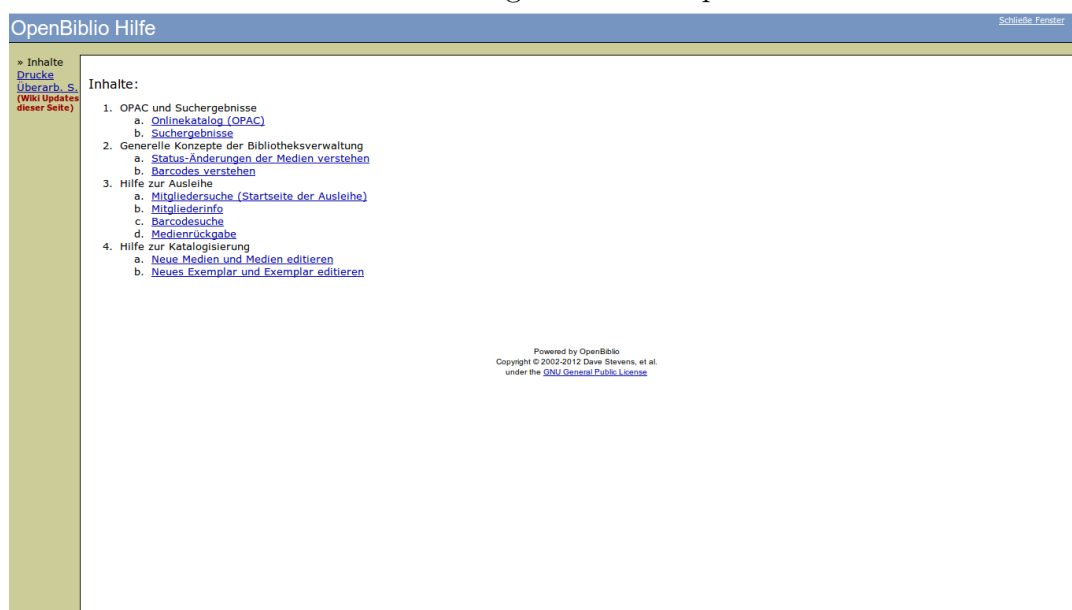 OpenBiblio Hilfe
Schließe Fenster
» Inhalte
Drucke
Überarb. S.
(Wiki Updates
dieser Seite)
Inhalte:
1. OPAC und Suchergebnisse
a. Onlinekatalog (OPAC)
b. Suchergebnisse
2. Generelle Konzepte der Bibliotheksverwaltung
a. Status-Änderungen der Medien verstehen
b. Barcodes verstehen
3. Hilfe zur Ausleihe
a. Mitgliedersuche (Startseite der Ausleihe)
b. Mitgliederinfo
c. Barcodesuche
d. Medienrückgabe
4. Hilfe zur Katalogisierung
a. Neue Medien und Medien editieren
b. Neues Exemplar und Exemplar editieren
Powered by OpenBiblio
Copyright © 2002-2012 Dave Stevens, et al.
under the GNU General Public License